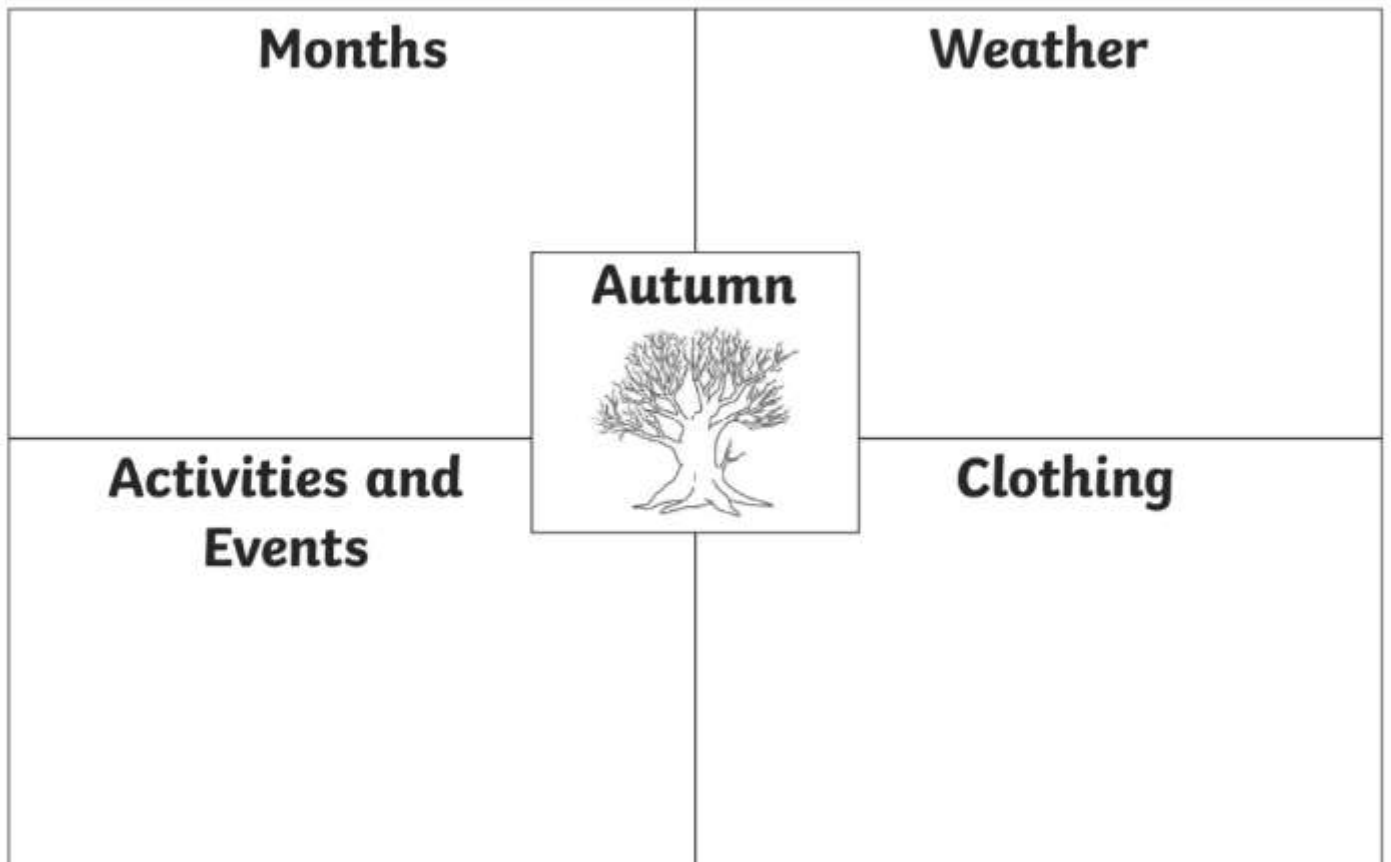 Months
Weather
Autumn
Activities and
Events
Clothing